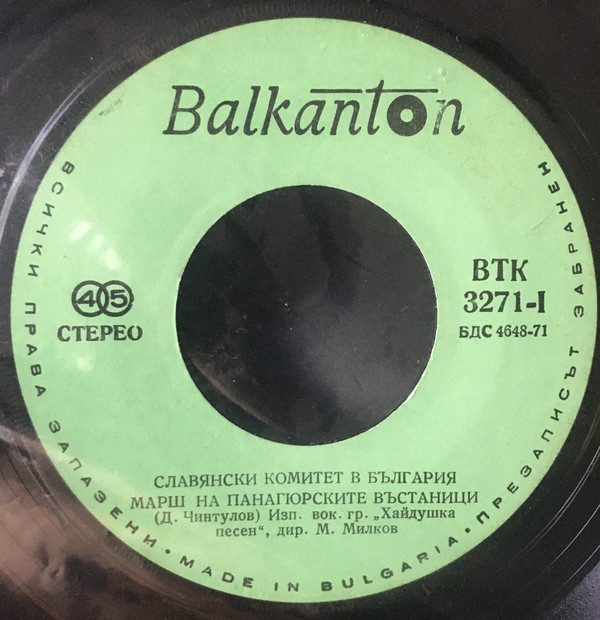 Balkanton
45
СТЕРЕО
ВТК
3271-I
БДС 4648-71
СЛАВЯНСКИ КОМИТЕТ В БЪЛГАРИЯ
МАРШ НА ПАНАГЮРСКИТЕ ВЪСТАНИЦИ
(Д. Чинтулов) Изп. вок. гр. „Хайдушка
песен“, дир. М. Милков
ВСИЧКИ ПРАВА ЗАПАЗЕНИ • MADE IN BULGARIA • ПРЕЗАПИСЪТ ЗАБРАНЕН